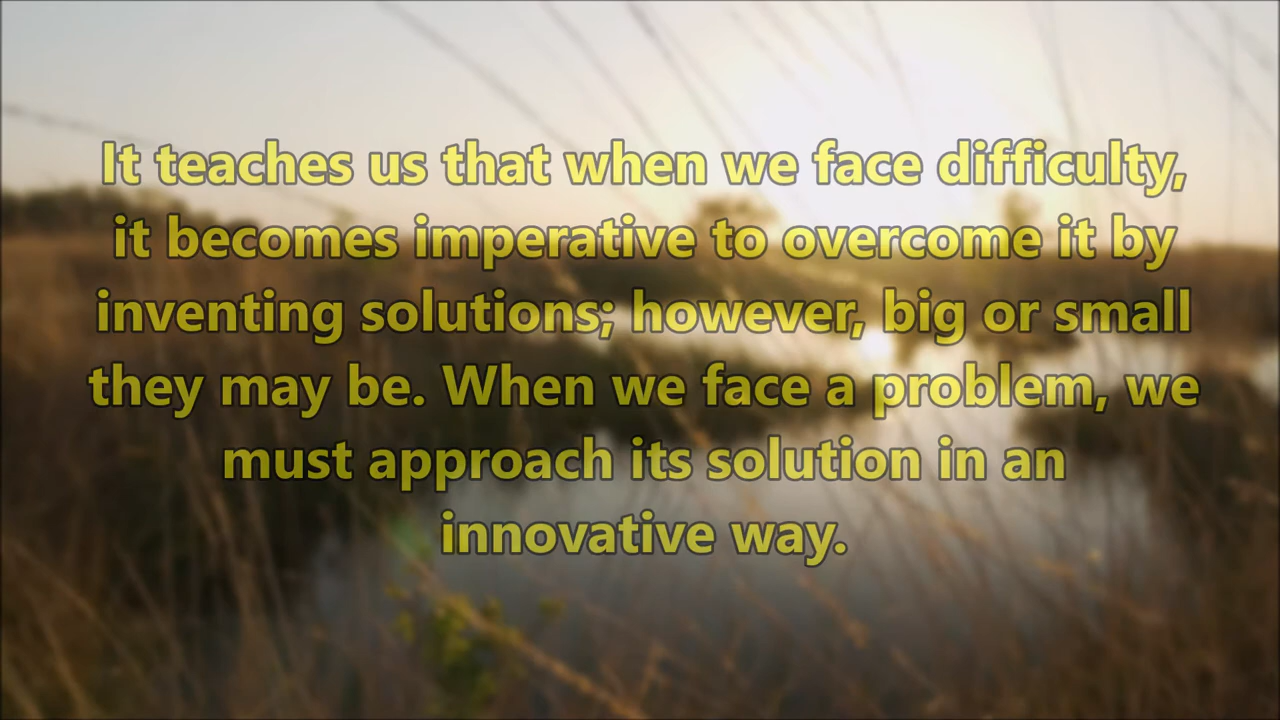 It teaches us that when we face difficulty,
it becomes imperative to overcome it by
inventing solutions; however, big or small
they may be. When we face a problem, we
must approach its solution in an
innovative way.